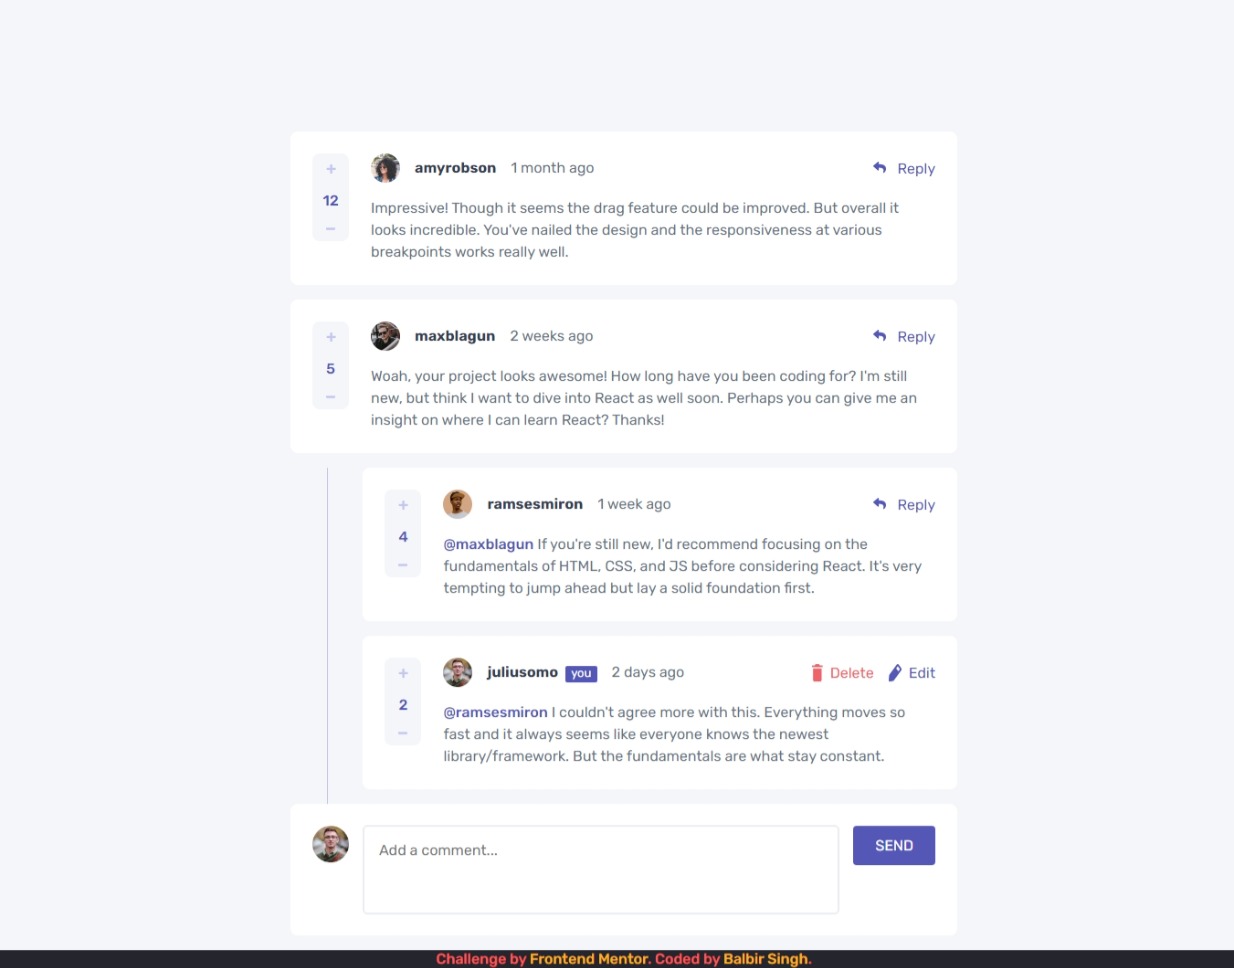 +
amyrobson 1 month ago Reply
12
−
Impressive! Though it seems the drag feature could be improved. But overall it
looks incredible. You've nailed the design and the responsiveness at various
breakpoints works really well.
+
maxblagun 2 weeks ago Reply
5
−
Woah, your project looks awesome! How long have you been coding for? I'm still
new, but think I want to dive into React as well soon. Perhaps you can give me an
insight on where I can learn React? Thanks!
+
ramsesmiron 1 week ago Reply
4
−
@maxblagun If you're still new, I'd recommend focusing on the
fundamentals of HTML, CSS, and JS before considering React. It's very
tempting to jump ahead but lay a solid foundation first.
+
juliusomo you 2 days ago Delete Edit
2
−
@ramsesmiron I couldn't agree more with this. Everything moves so
fast and it always seems like everyone knows the newest
library/framework. But the fundamentals are what stay constant.
Add a comment... SEND
Challenge by Frontend Mentor. Coded by Balbir Singh.